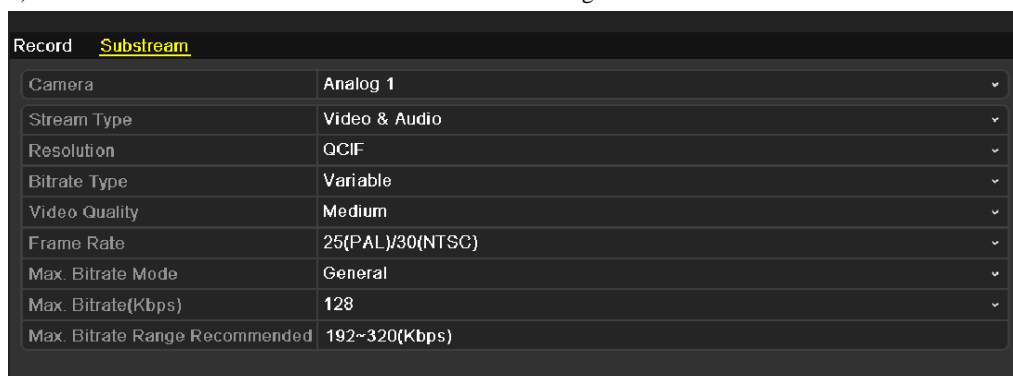 Record Substream
Camera Analog 1
Stream Type Video & Audio
Resolution QCIF
Bitrate Type Variable
Video Quality Medium
Frame Rate 25(PAL)/30(NTSC)
Max. Bitrate Mode General
Max. Bitrate(Kbps) 128
Max. Bitrate Range Recommended 192~320(Kbps)